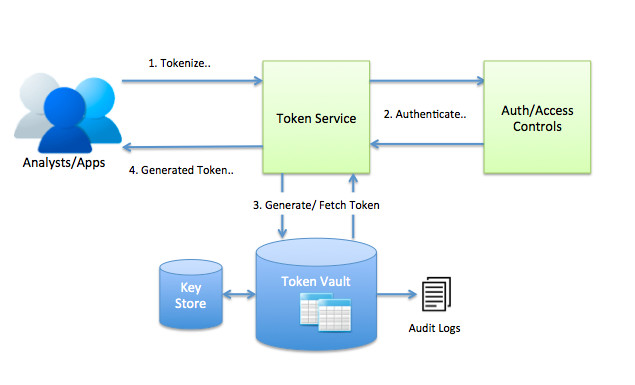 1. Tokenize..
Token Service
2. Authenticate..
Auth/Access
Controls
Analysts/Apps
4. Generated Token..
3. Generate/ Fetch Token
Token Vault
Key
Store
Audit Logs